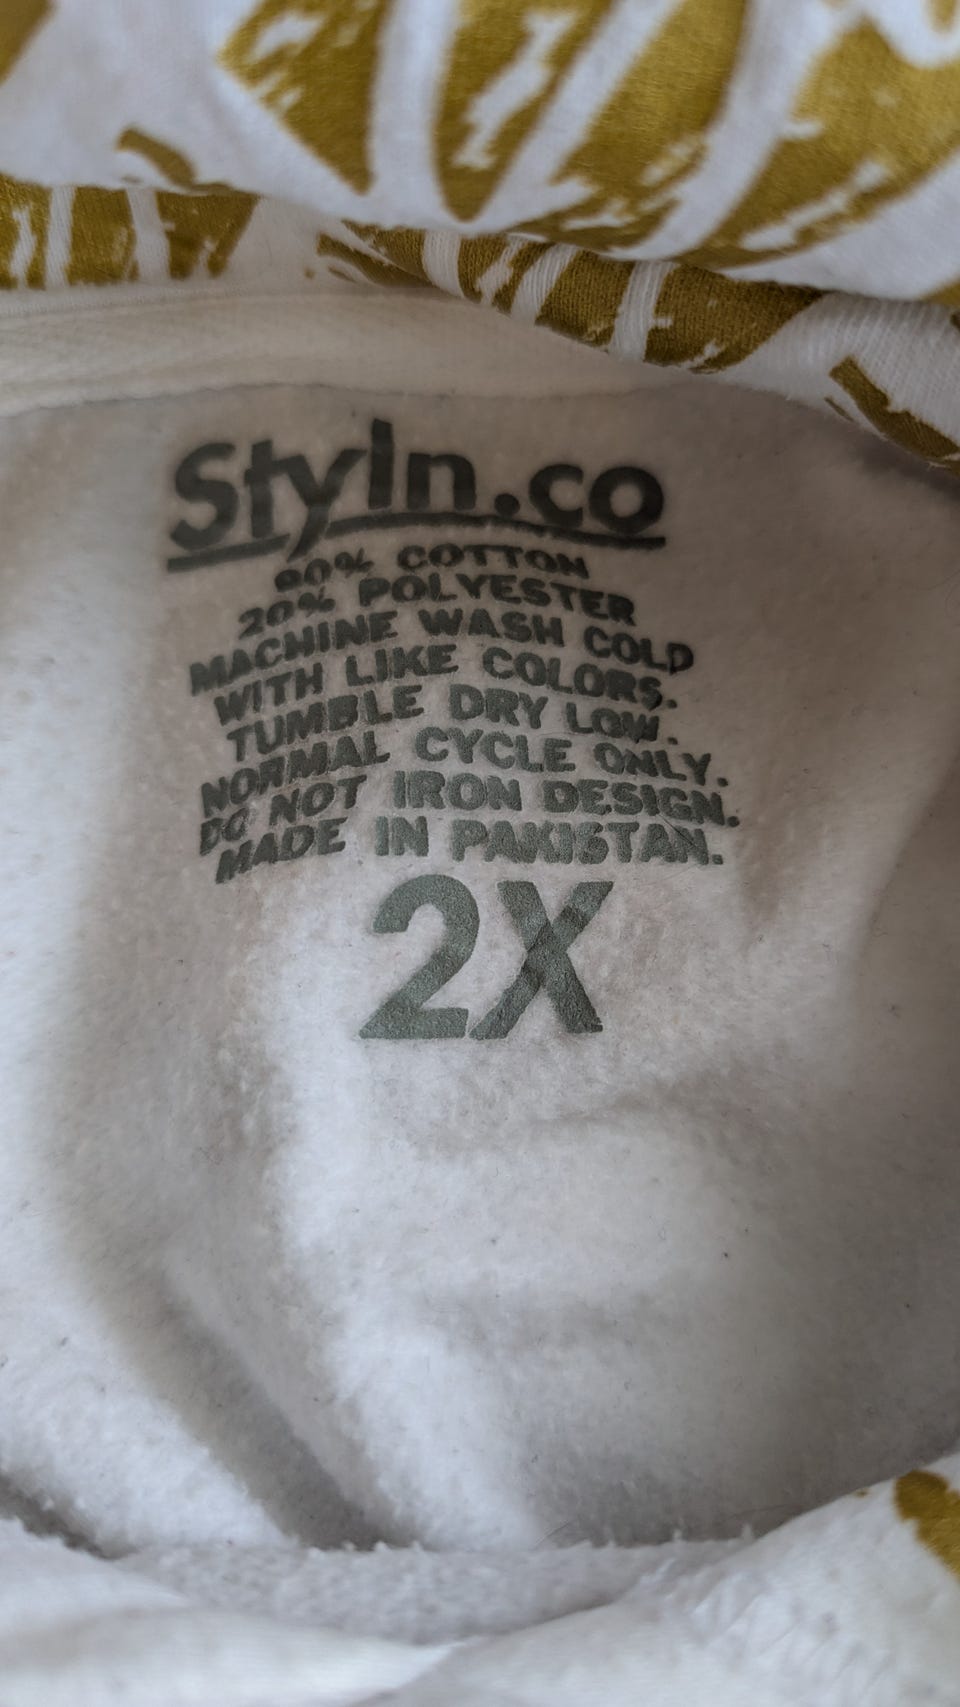 Styln.co
80% COTTON
20% POLYESTER
MACHINE WASH COLD
WITH LIKE COLORS.
TUMBLE DRY LOW.
NORMAL CYCLE ONLY.
DO NOT IRON DESIGN.
MADE IN PAKISTAN.
2X